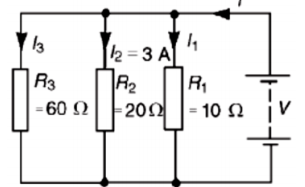 I
I₃
I₂ = 3 A
I₁
R₃
R₂
R₁
V
= 60 Ω
= 20 Ω
= 10 Ω